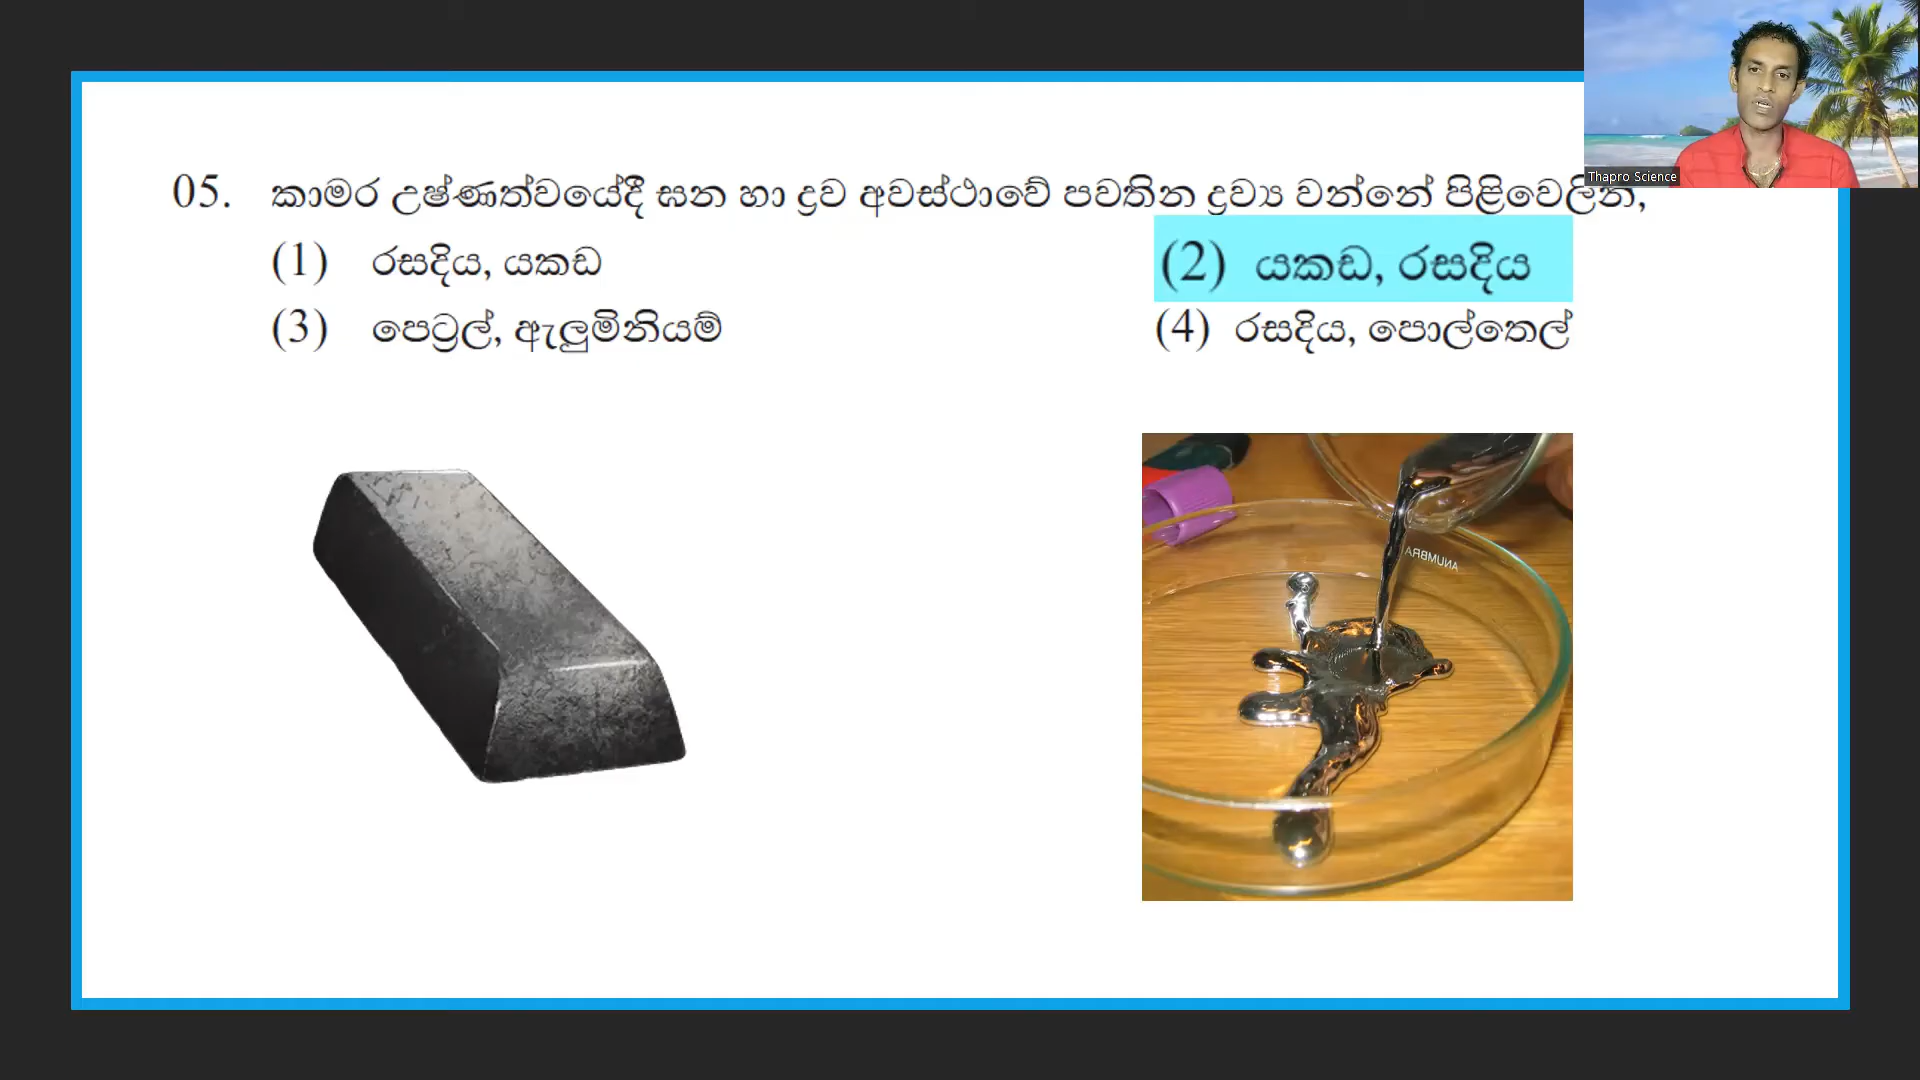 05. කාමර උෂ්ණත්වයේදී ඝන හා ද්‍රව අවස්ථාවේ පවතින ද්‍රව්‍ය වන්නේ පිළිවෙලින,
(1) රසදිය, යකඩ
(2) යකඩ, රසදිය
(3) පෙට්‍රල්, ඇලුමිනියම්
(4) රසදිය, පොල්තෙල්
Thapro Science
ANUMBRA